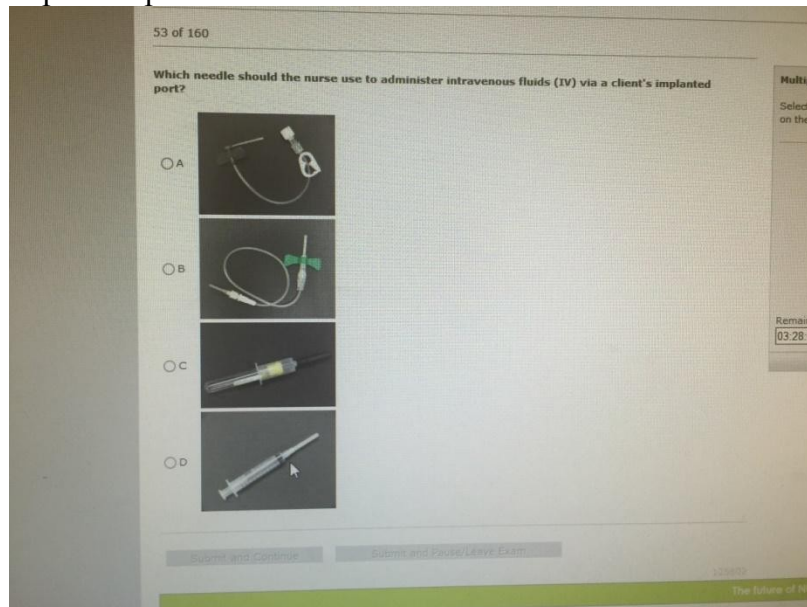 53 of 160
Which needle should the nurse use to administer intravenous fluids (IV) via a client's implanted
port?
Multi
Selec
on the
A
B
C
D
Remai
03:28:
Submit and Continue
Submit and Pause/Leave Exam
The future of